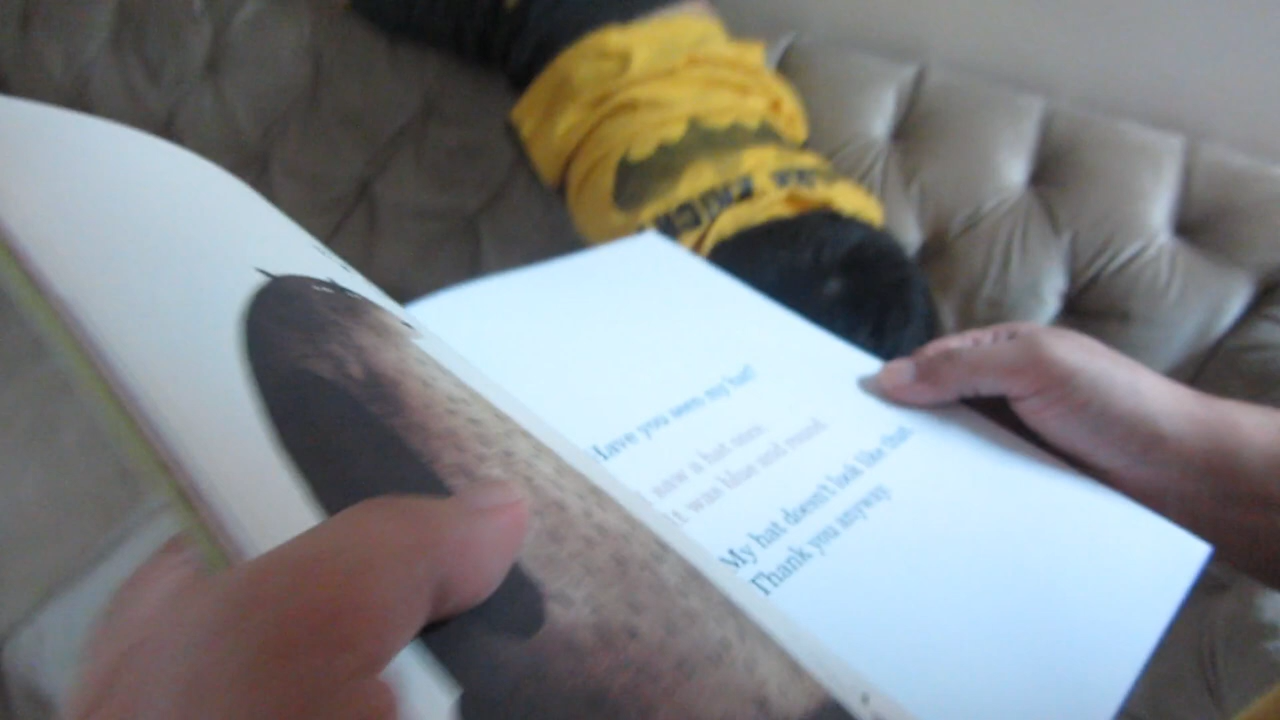 Have you seen my hat?
saw a hat once
t was blue and round.
My hat doesn't look like that.
Thank you anyway.